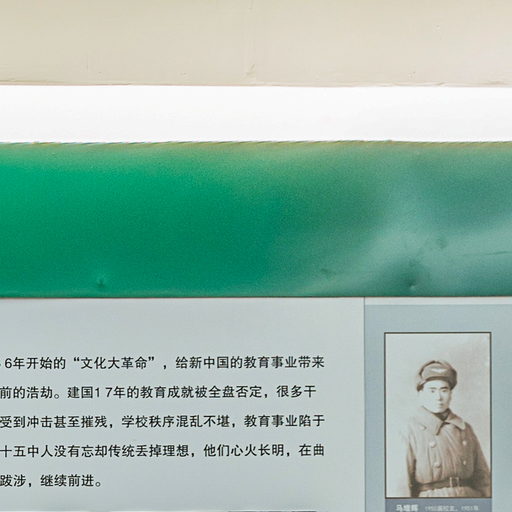 6年开始的“文化大革命”，给新中国的教育事业带来
前的浩劫。建国17年的教育成就被全盘否定，很多干
受到冲击甚至摧残，学校秩序混乱不堪，教育事业陷于
十五中人没有忘却传统丢掉理想，他们心火长明，在曲
跋涉，继续前进。